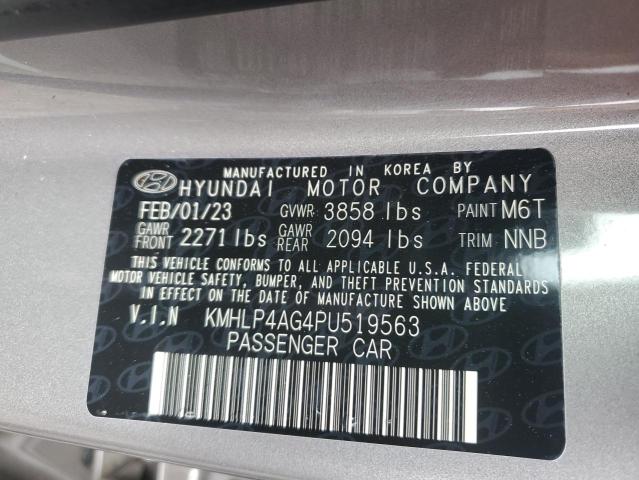 MANUFACTURED IN KOREA BY
HYUNDAI MOTOR COMPANY
FEB/01/23 GVWR 3858 lbs PAINT M6T
GAWR FRONT 2271 lbs GAWR REAR 2094 lbs TRIM NNB
THIS VEHICLE CONFORMS TO ALL APPLICABLE U.S.A. FEDERAL
MOTOR VEHICLE SAFETY, BUMPER, AND THEFT PREVENTION STANDARDS
IN EFFECT ON THE DATE OF MANUFACTURE SHOWN ABOVE
V.I.N KMHLP4AG4PU519563
PASSENGER CAR